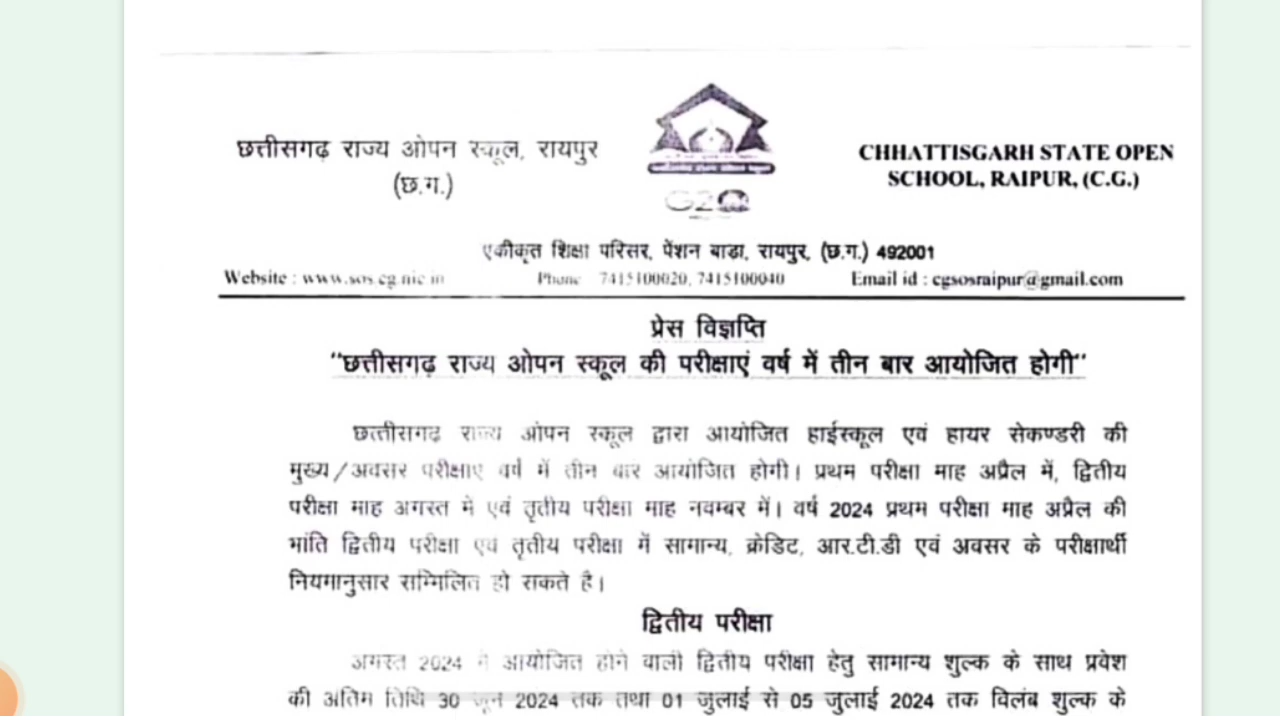 छत्तीसगढ़ राज्य ओपन स्कूल, रायपुर
(छ.ग.)
G20
CHHATTISGARH STATE OPEN
SCHOOL, RAIPUR, (C.G.)
एकीकृत शिक्षा परिसर, पेंशन बाडा, रायपुर, (छ.ग.) 492001
Website : www.sos.cg.nic.in Phone 7415100020, 7415100040 Email id : cgsosraipur@gmail.com
प्रेस विज्ञप्ति
"छत्तीसगढ़ राज्य ओपन स्कूल की परीक्षाएं वर्ष में तीन बार आयोजित होगी"
छत्तीसगढ़ राज्य ओपन स्कूल द्वारा आयोजित हाईस्कूल एवं हायर सेकण्डरी की
मुख्य/अवसर परीक्षाए वर्ष में तीन बार आयोजित होगी। प्रथम परीक्षा माह अप्रैल में, द्वितीय
परीक्षा माह अगस्त मे एवं तृतीय परीक्षा माह नवम्बर में। वर्ष 2024 प्रथम परीक्षा माह अप्रैल की
भांति द्वितीय परीक्षा एवं तृतीय परीक्षा में सामान्य, क्रेडिट, आर.टी.डी एवं अवसर के परीक्षार्थी
नियमानुसार सम्मिलित हो सकते है।
द्वितीय परीक्षा
अगस्त 2024 में आयोजित होने वाली द्वितीय परीक्षा हेतु सामान्य शुल्क के साथ प्रवेश
की अंतिम तिथि 30 जून 2024 तक तथा 01 जुलाई से 05 जुलाई 2024 तक विलंब शुल्क के